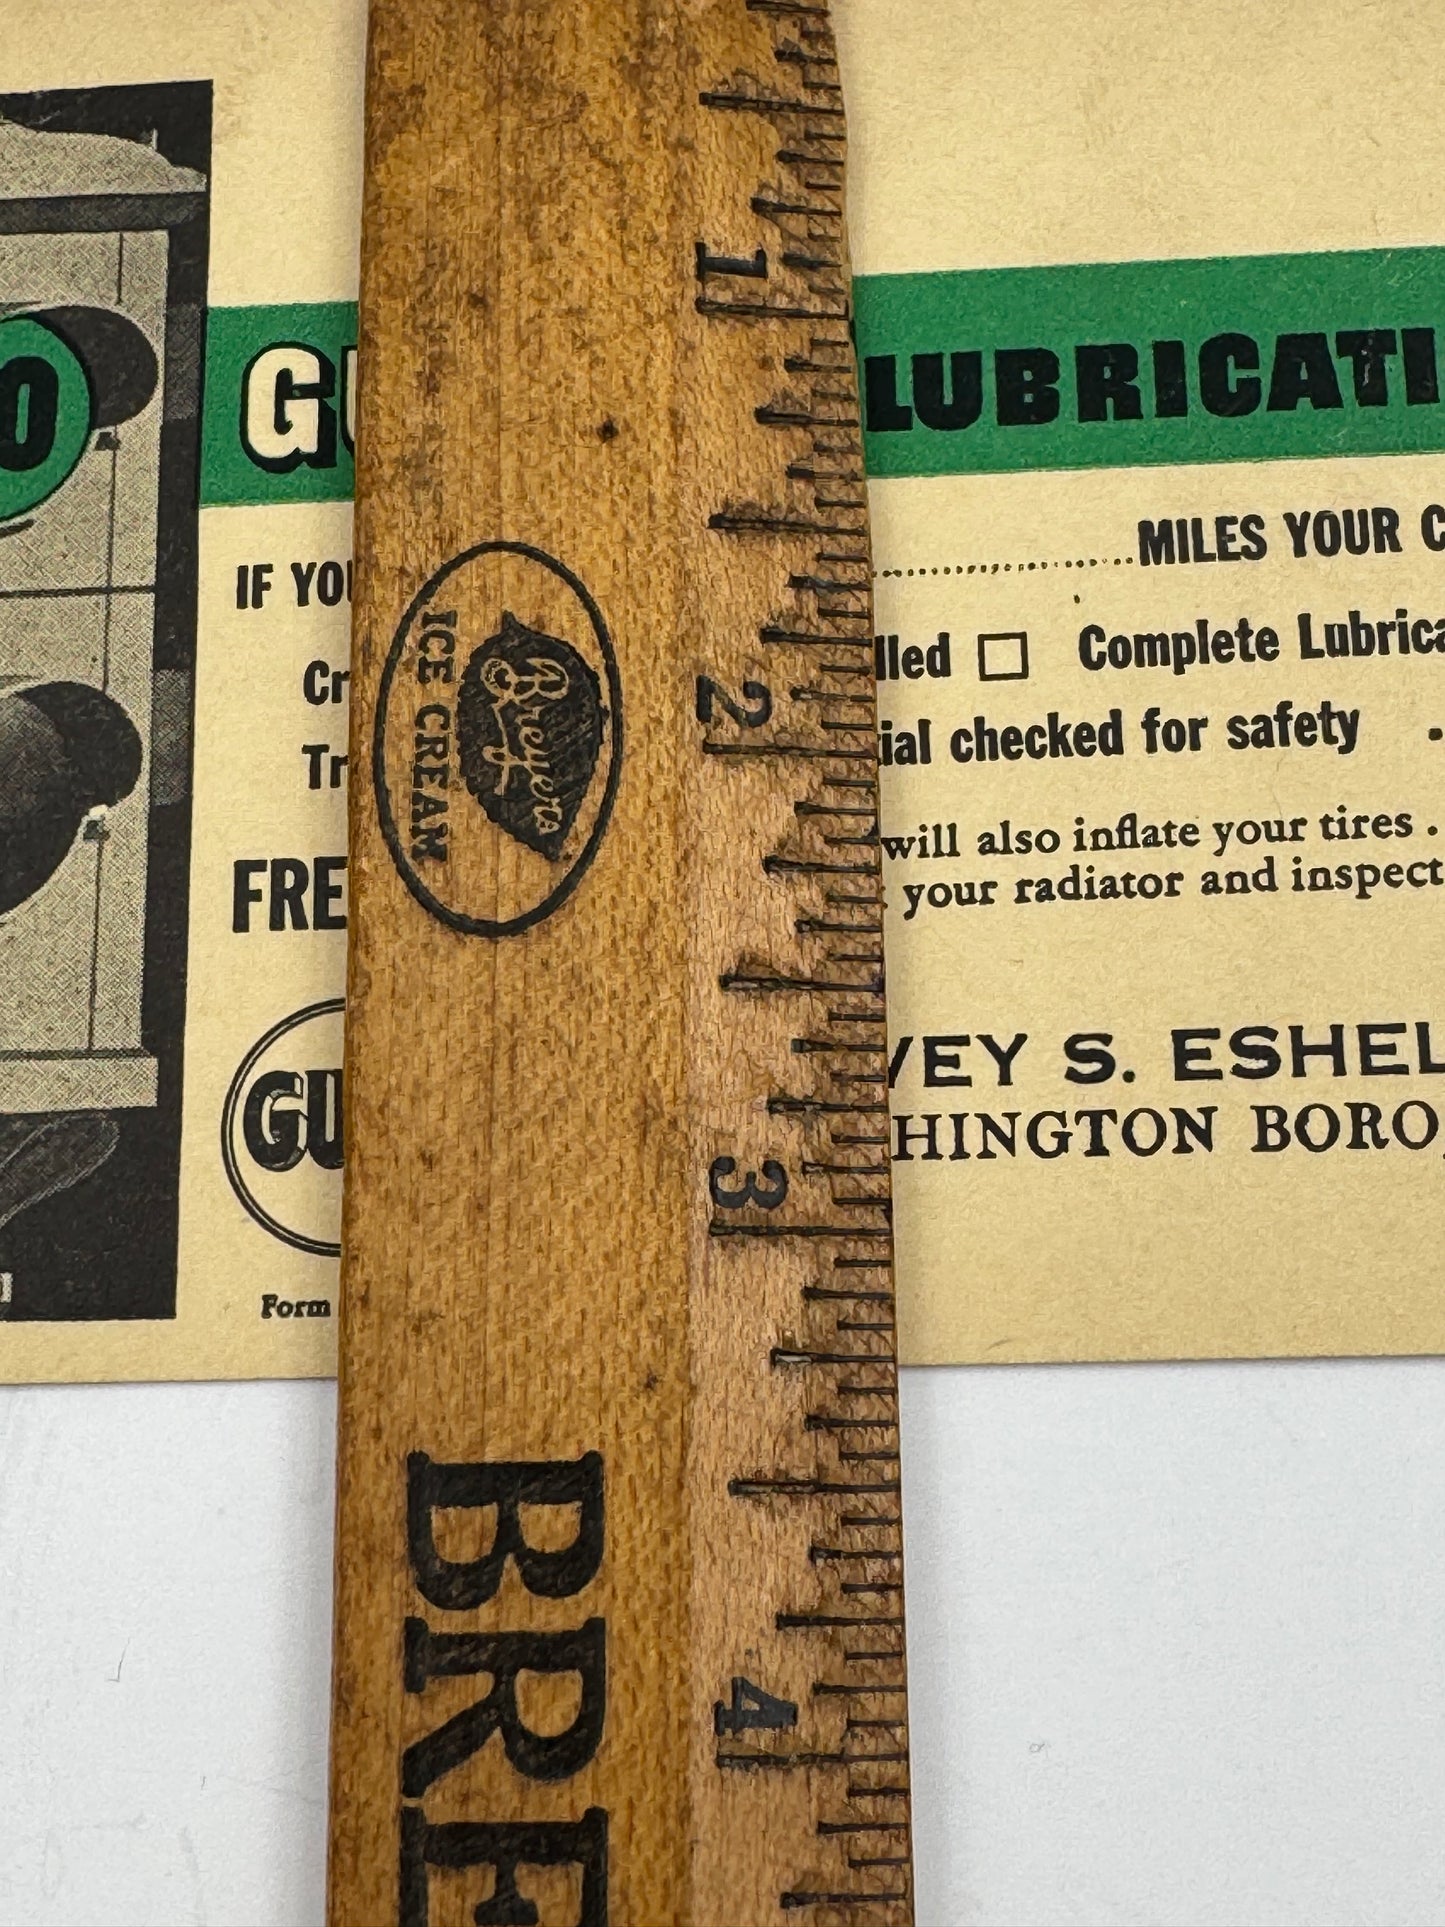 O
GU LUBRICATI
IF YOU MILES YOUR C
Cr lled □ Complete Lubrica
Tr ial checked for safety .
will also inflate your tires .
FRE your radiator and inspect
GU VEY S. ESHEL
HINGTON BORO
Form
1
2
3
4
Breyers
ICE CREAM
BRE